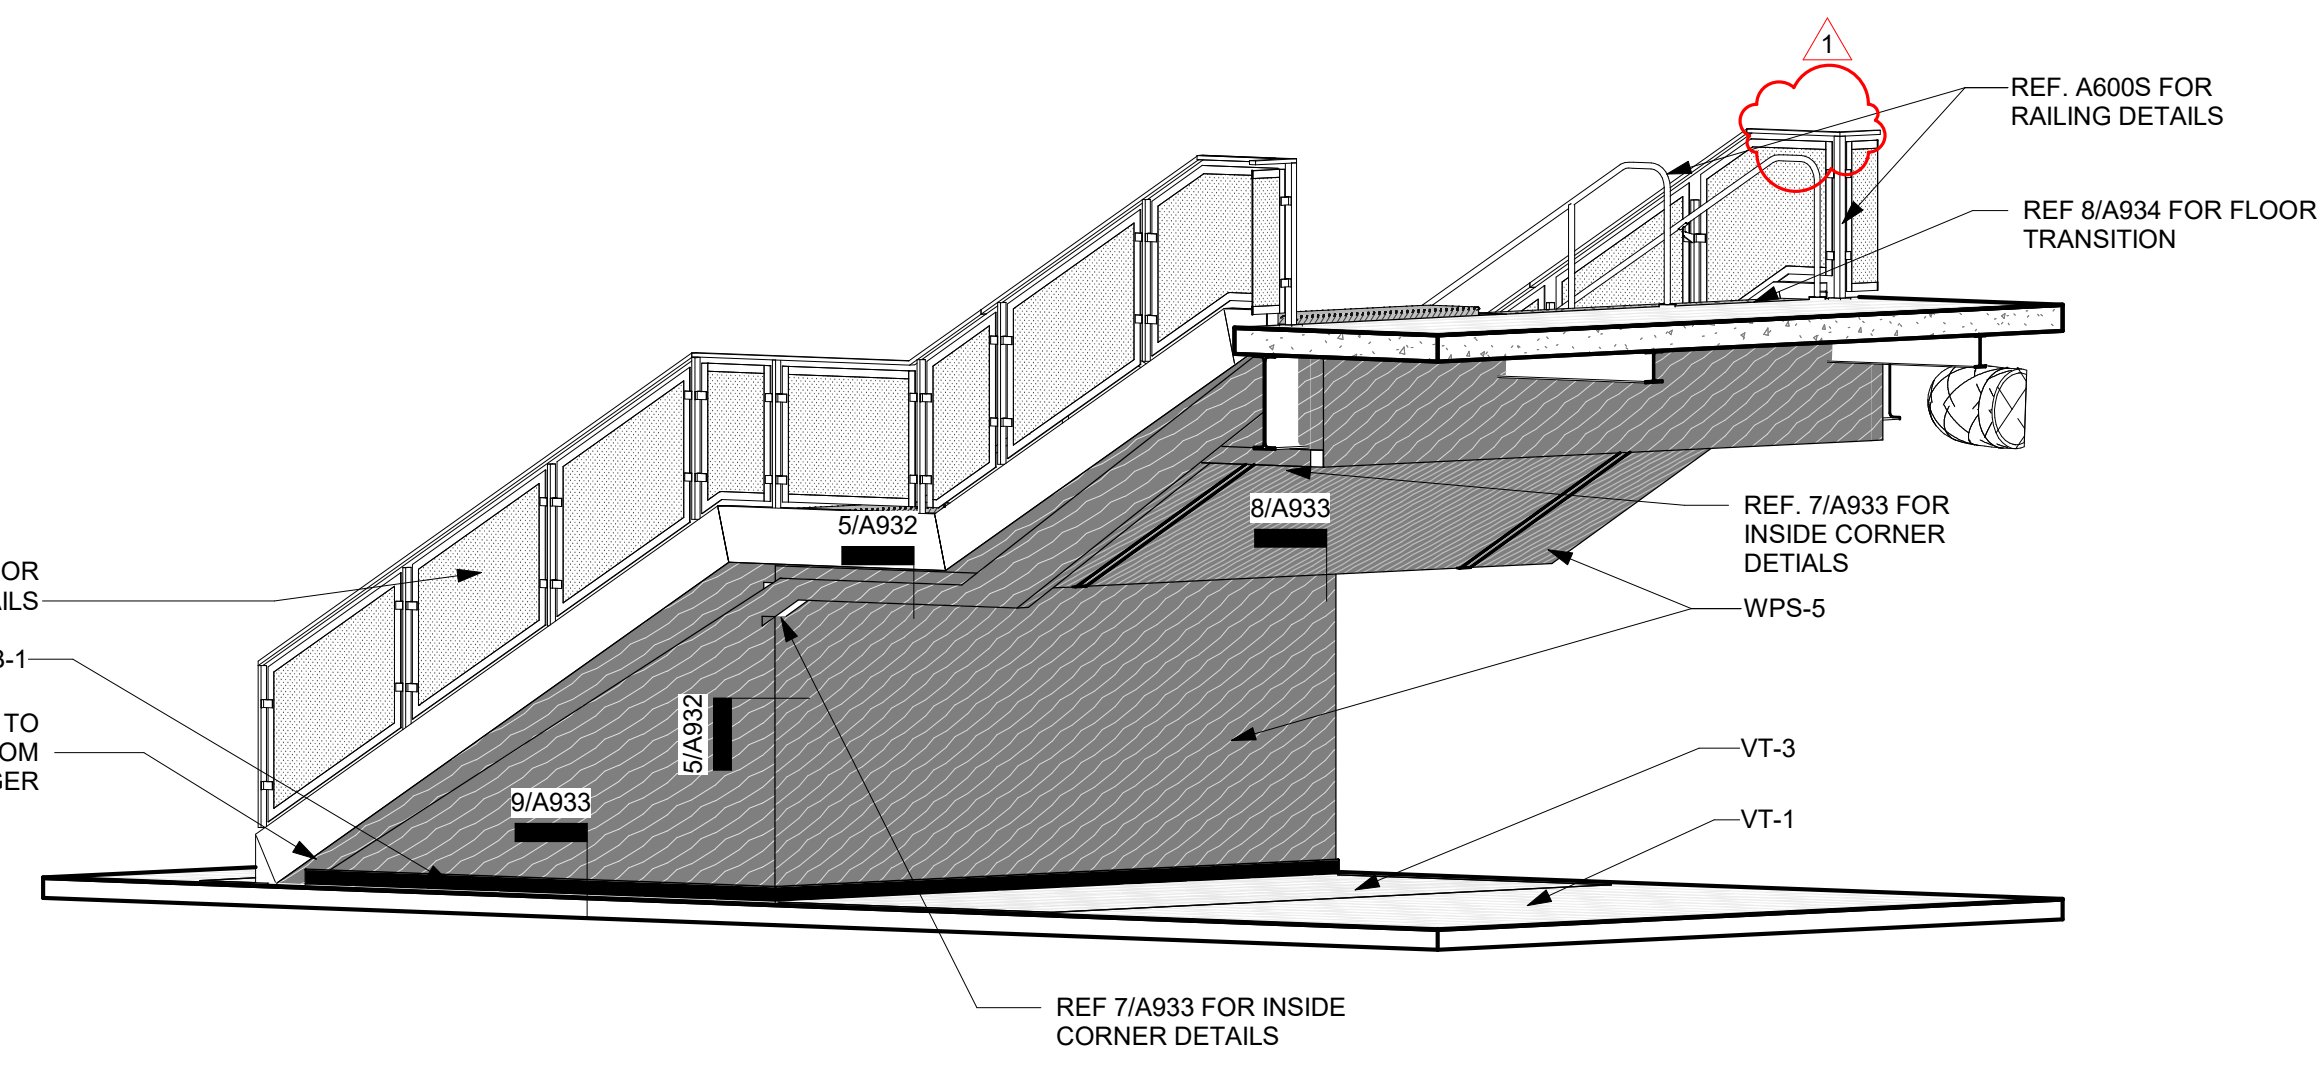 1
REF. A600S FOR
RAILING DETAILS
REF 8/A934 FOR FLOOR
TRANSITION
8/A933
REF. 7/A933 FOR
INSIDE CORNER
DETIALS
5/A932
OR
AILS
WPS-5
3-1
TO
OM
GER
5/A932
VT-3
9/A933
VT-1
REF 7/A933 FOR INSIDE
CORNER DETAILS